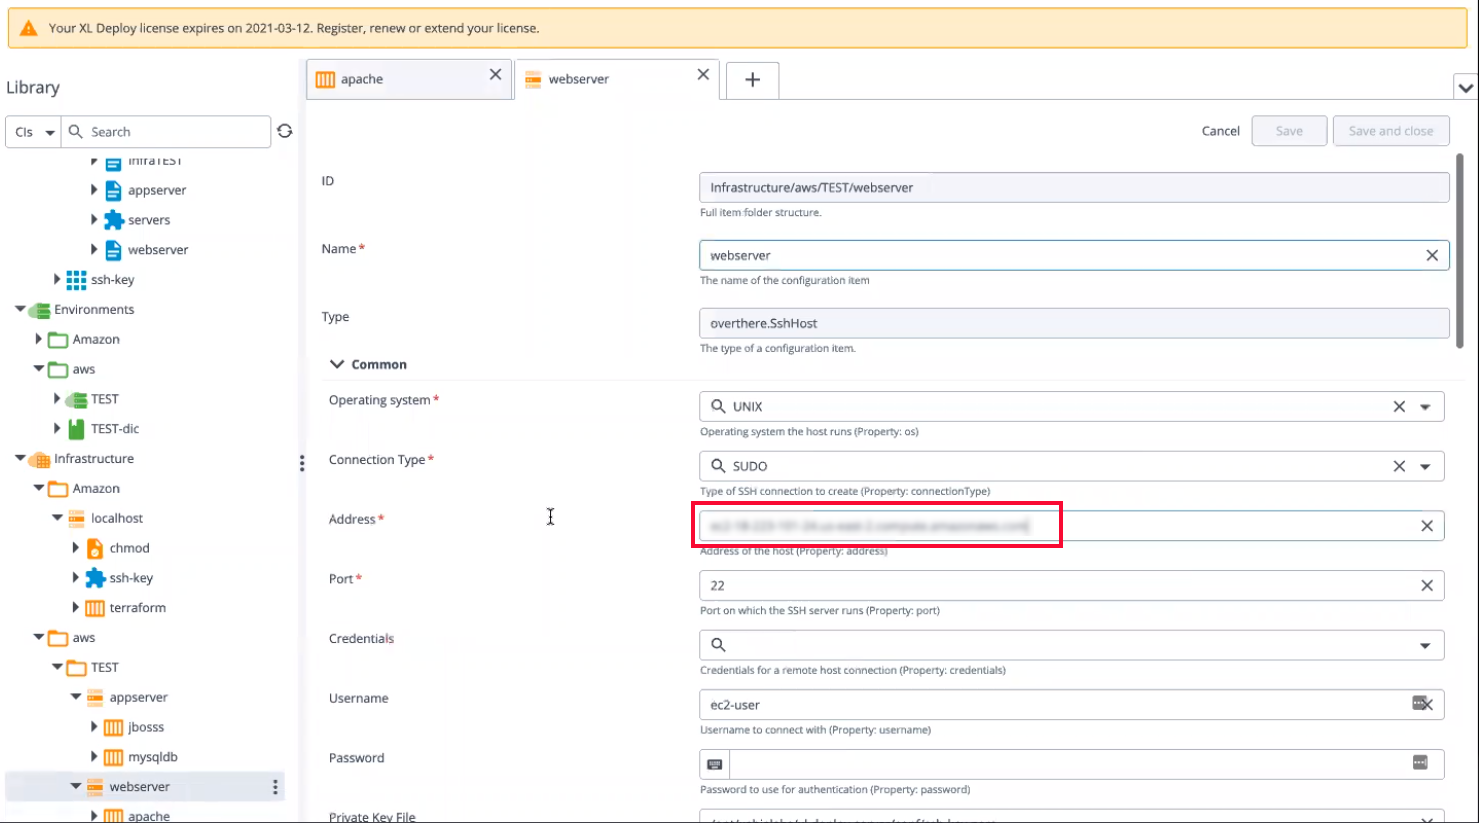 Your XL Deploy license expires on 2021-03-12. Register, renew or extend your license.
Library
apache
webserver
CIs
Search
Cancel
Save
Save and close
infraTEST
appserver
servers
webserver
ssh-key
Environments
Amazon
aws
TEST
TEST-dic
Infrastructure
Amazon
localhost
chmod
ssh-key
terraform
aws
TEST
appserver
jbosss
mysqldb
webserver
apache
ID
Infrastructure/aws/TEST/webserver
Full item folder structure.
Name*
webserver
The name of the configuration item
Type
overthere.SshHost
The type of a configuration item.
Common
Operating system*
UNIX
Operating system the host runs (Property: os)
Connection Type*
SUDO
Type of SSH connection to create (Property: connectionType)
Address*
Address of the host (Property: address)
Port*
22
Port on which the SSH server runs (Property: port)
Credentials
Credentials for a remote host connection (Property: credentials)
Username
ec2-user
Username to connect with (Property: username)
Password
Password to use for authentication (Property: password)
Private Key File